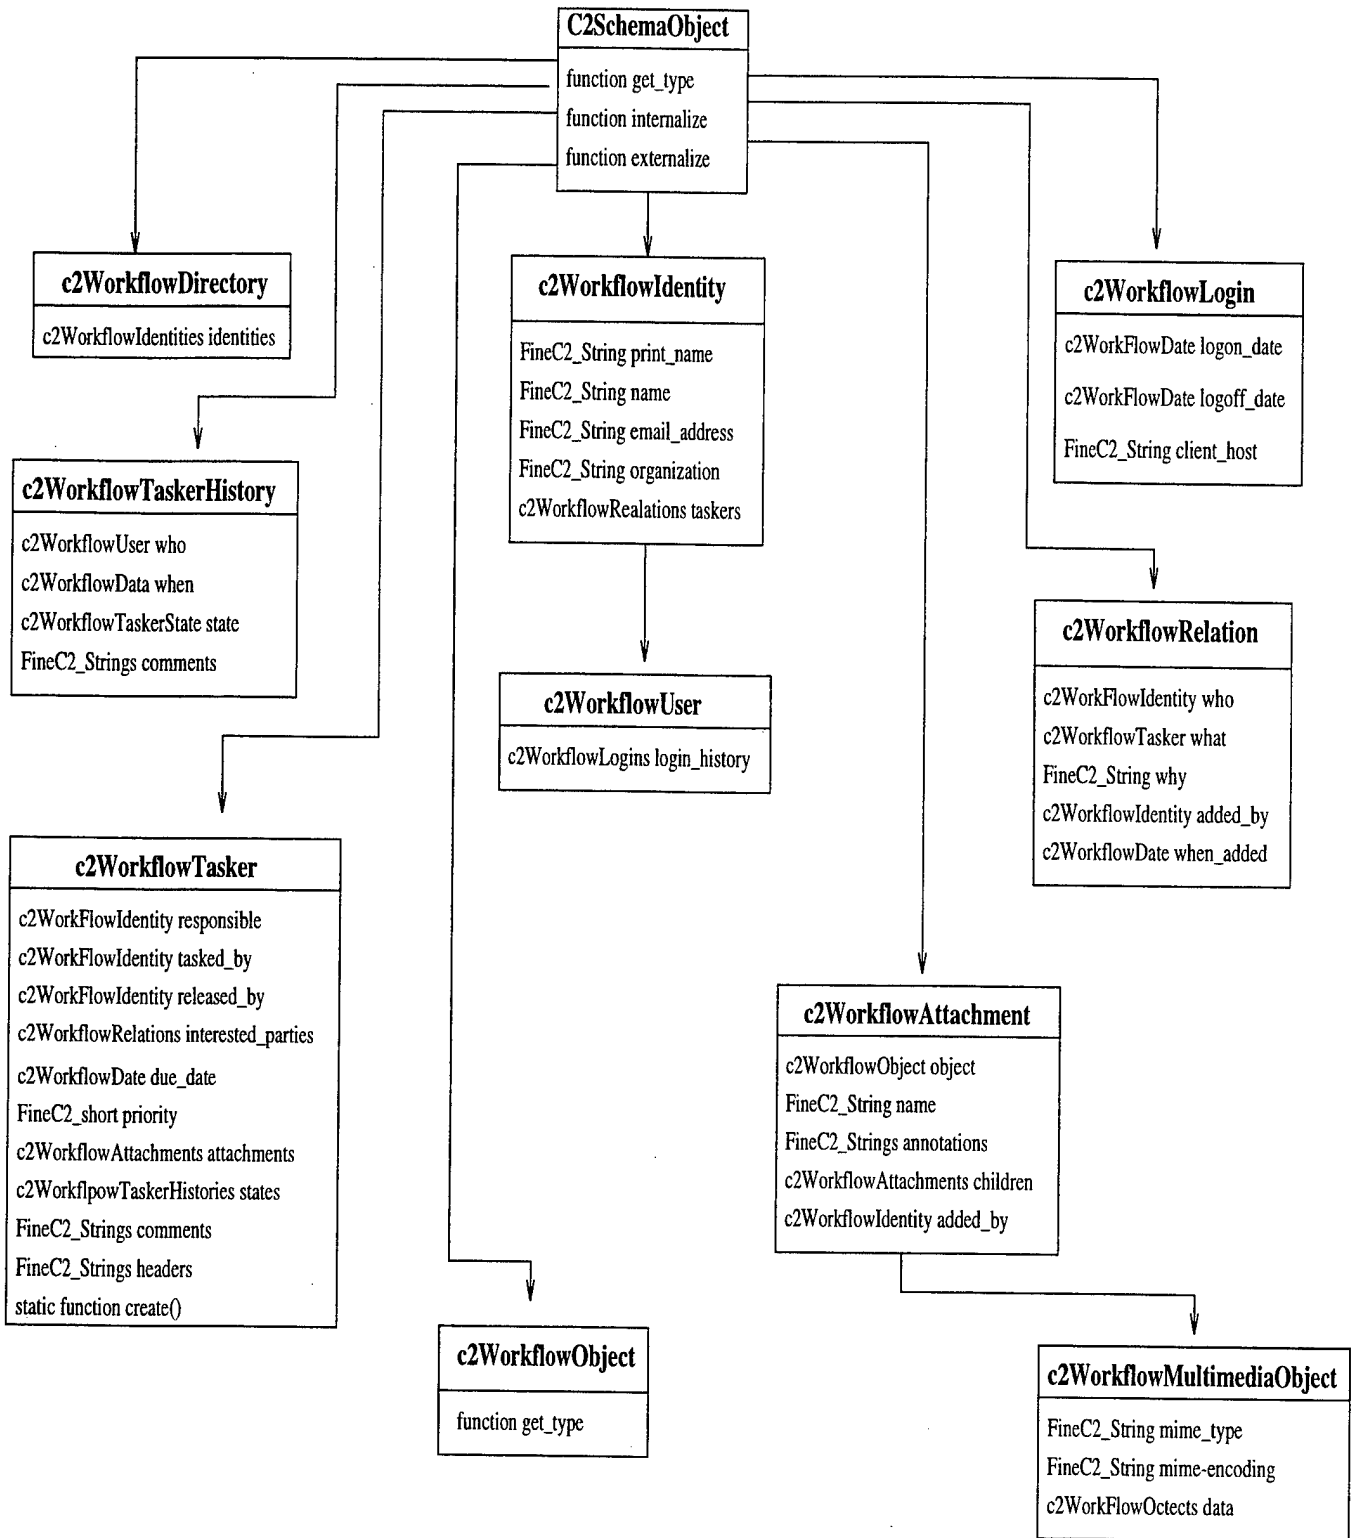 C2SchemaObject
function get_type
function internalize
function externalize
c2WorkflowDirectory
c2WorkflowIdentities identities
c2WorkflowIdentity
FineC2_String print_name
FineC2_String name
FineC2_String email_address
FineC2_String organization
c2WorkflowRealations taskers
c2WorkflowLogin
c2WorkFlowDate logon_date
c2WorkFlowDate logoff_date
FineC2_String client_host
c2WorkflowTaskerHistory
c2WorkflowUser who
c2WorkflowData when
c2WorkflowTaskerState state
FineC2_Strings comments
c2WorkflowUser
c2WorkflowLogins login_history
c2WorkflowRelation
c2WorkFlowIdentity who
c2WorkflowTasker what
FineC2_String why
c2WorkflowIdentity added_by
c2WorkflowDate when_added
c2WorkflowTasker
c2WorkFlowIdentity responsible
c2WorkFlowIdentity tasked_by
c2WorkFlowIdentity released_by
c2WorkflowRelations interested_parties
c2WorkflowDate due_date
FineC2_short priority
c2WorkflowAttachments attachments
c2WorkflpowTaskerHistories states
FineC2_Strings comments
FineC2_Strings headers
static function create()
c2WorkflowAttachment
c2WorkflowObject object
FineC2_String name
FineC2_Strings annotations
c2WorkflowAttachments children
c2WorkflowIdentity added_by
c2WorkflowObject
function get_type
c2WorkflowMultimediaObject
FineC2_String mime_type
FineC2_String mime-encoding
c2WorkFlowOctects data